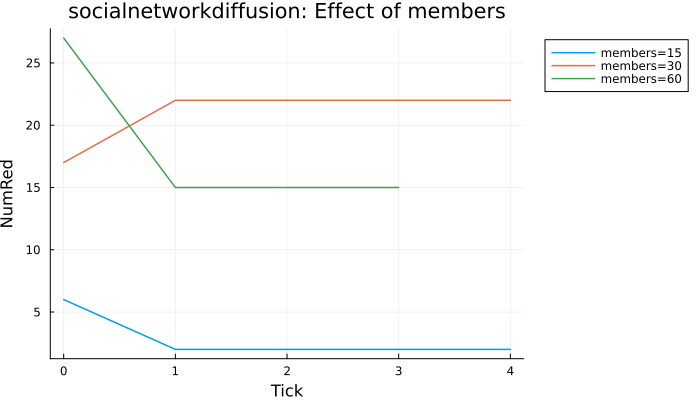 socialnetworkdiffusion: Effect of members
members=15
members=30
members=60
NumRed
25
20
15
10
5
0 1 2 3 4
Tick